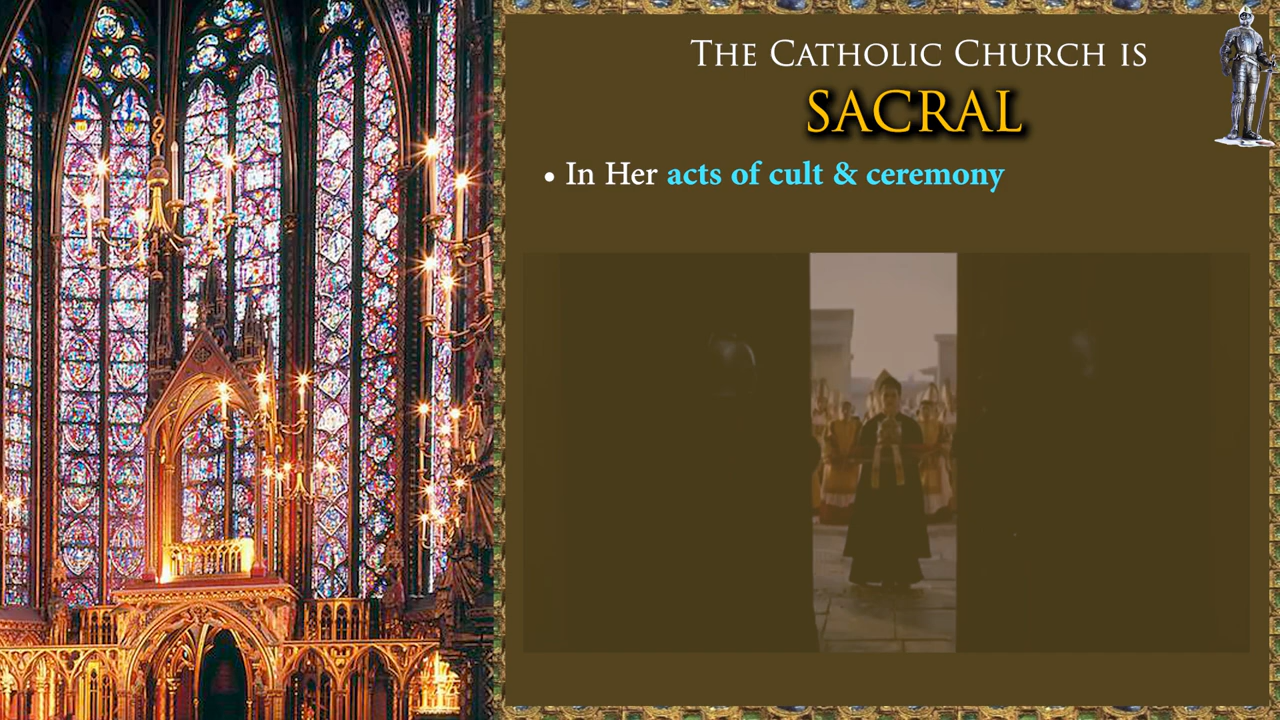 The Catholic Church is
SACRAL
• In Her acts of cult & ceremony